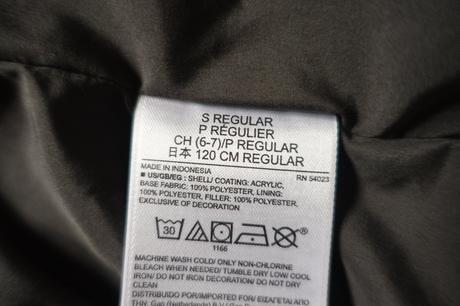 S REGULAR
P RÉGULIER
CH (6-7)/P REGULAR
日本 120 CM REGULAR
MADE IN INDONESIA RN 54023
■ US/GB/EG : SHELL/ COATING: ACRYLIC,
BASE FABRIC: 100% POLYESTER, LINING:
100% POLYESTER, FILLER: 100% POLYESTER,
EXCLUSIVE OF DECORATION
30
1166
MACHINE WASH COLD/ ONLY NON-CHLORINE
BLEACH WHEN NEEDED/ TUMBLE DRY LOW/ COOL
IRON/ DO NOT IRON DECORATION/ DO NOT DRY
CLEAN
DISTRIBUIDO POR/IMPORTED FOR/ΕΙΣΑΓΕΤΑΙ ΑΠΟ